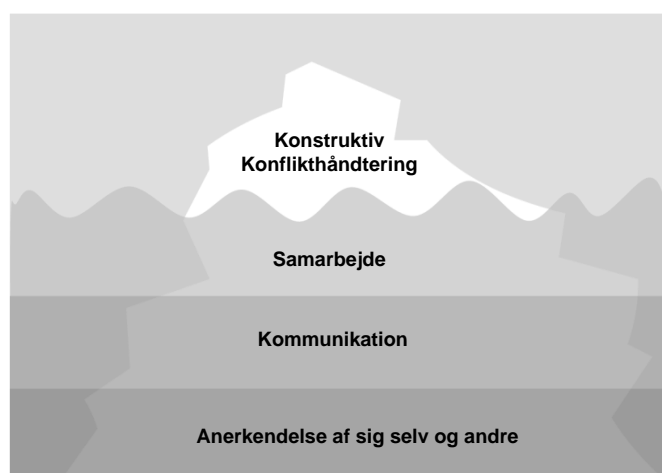 Konstruktiv
Konflikthåndtering
Samarbejde
Kommunikation
Anerkendelse af sig selv og andre